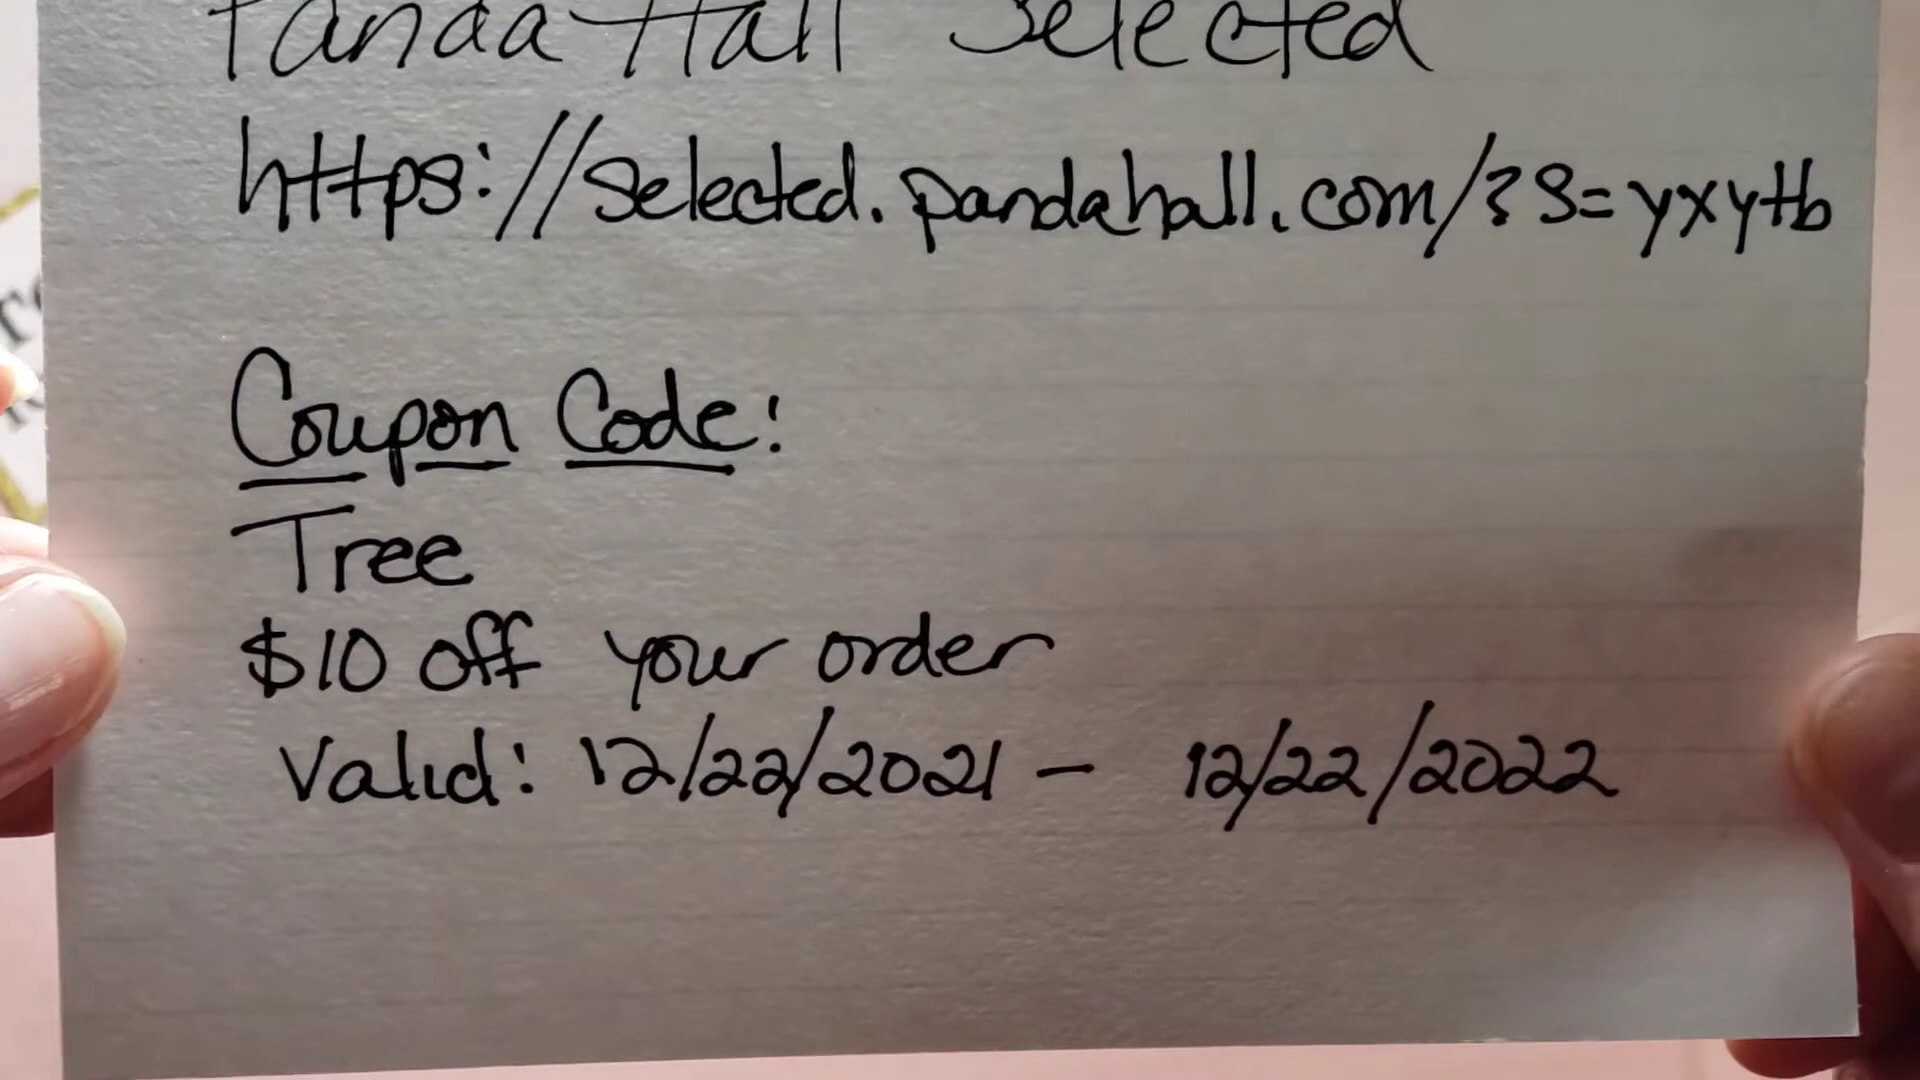 Panda Hall Selected
https://selected.pandahall.com/?S=yxytb
Coupon Code:
Tree
$10 off your order
Valid: 12/22/2021 - 12/22/2022